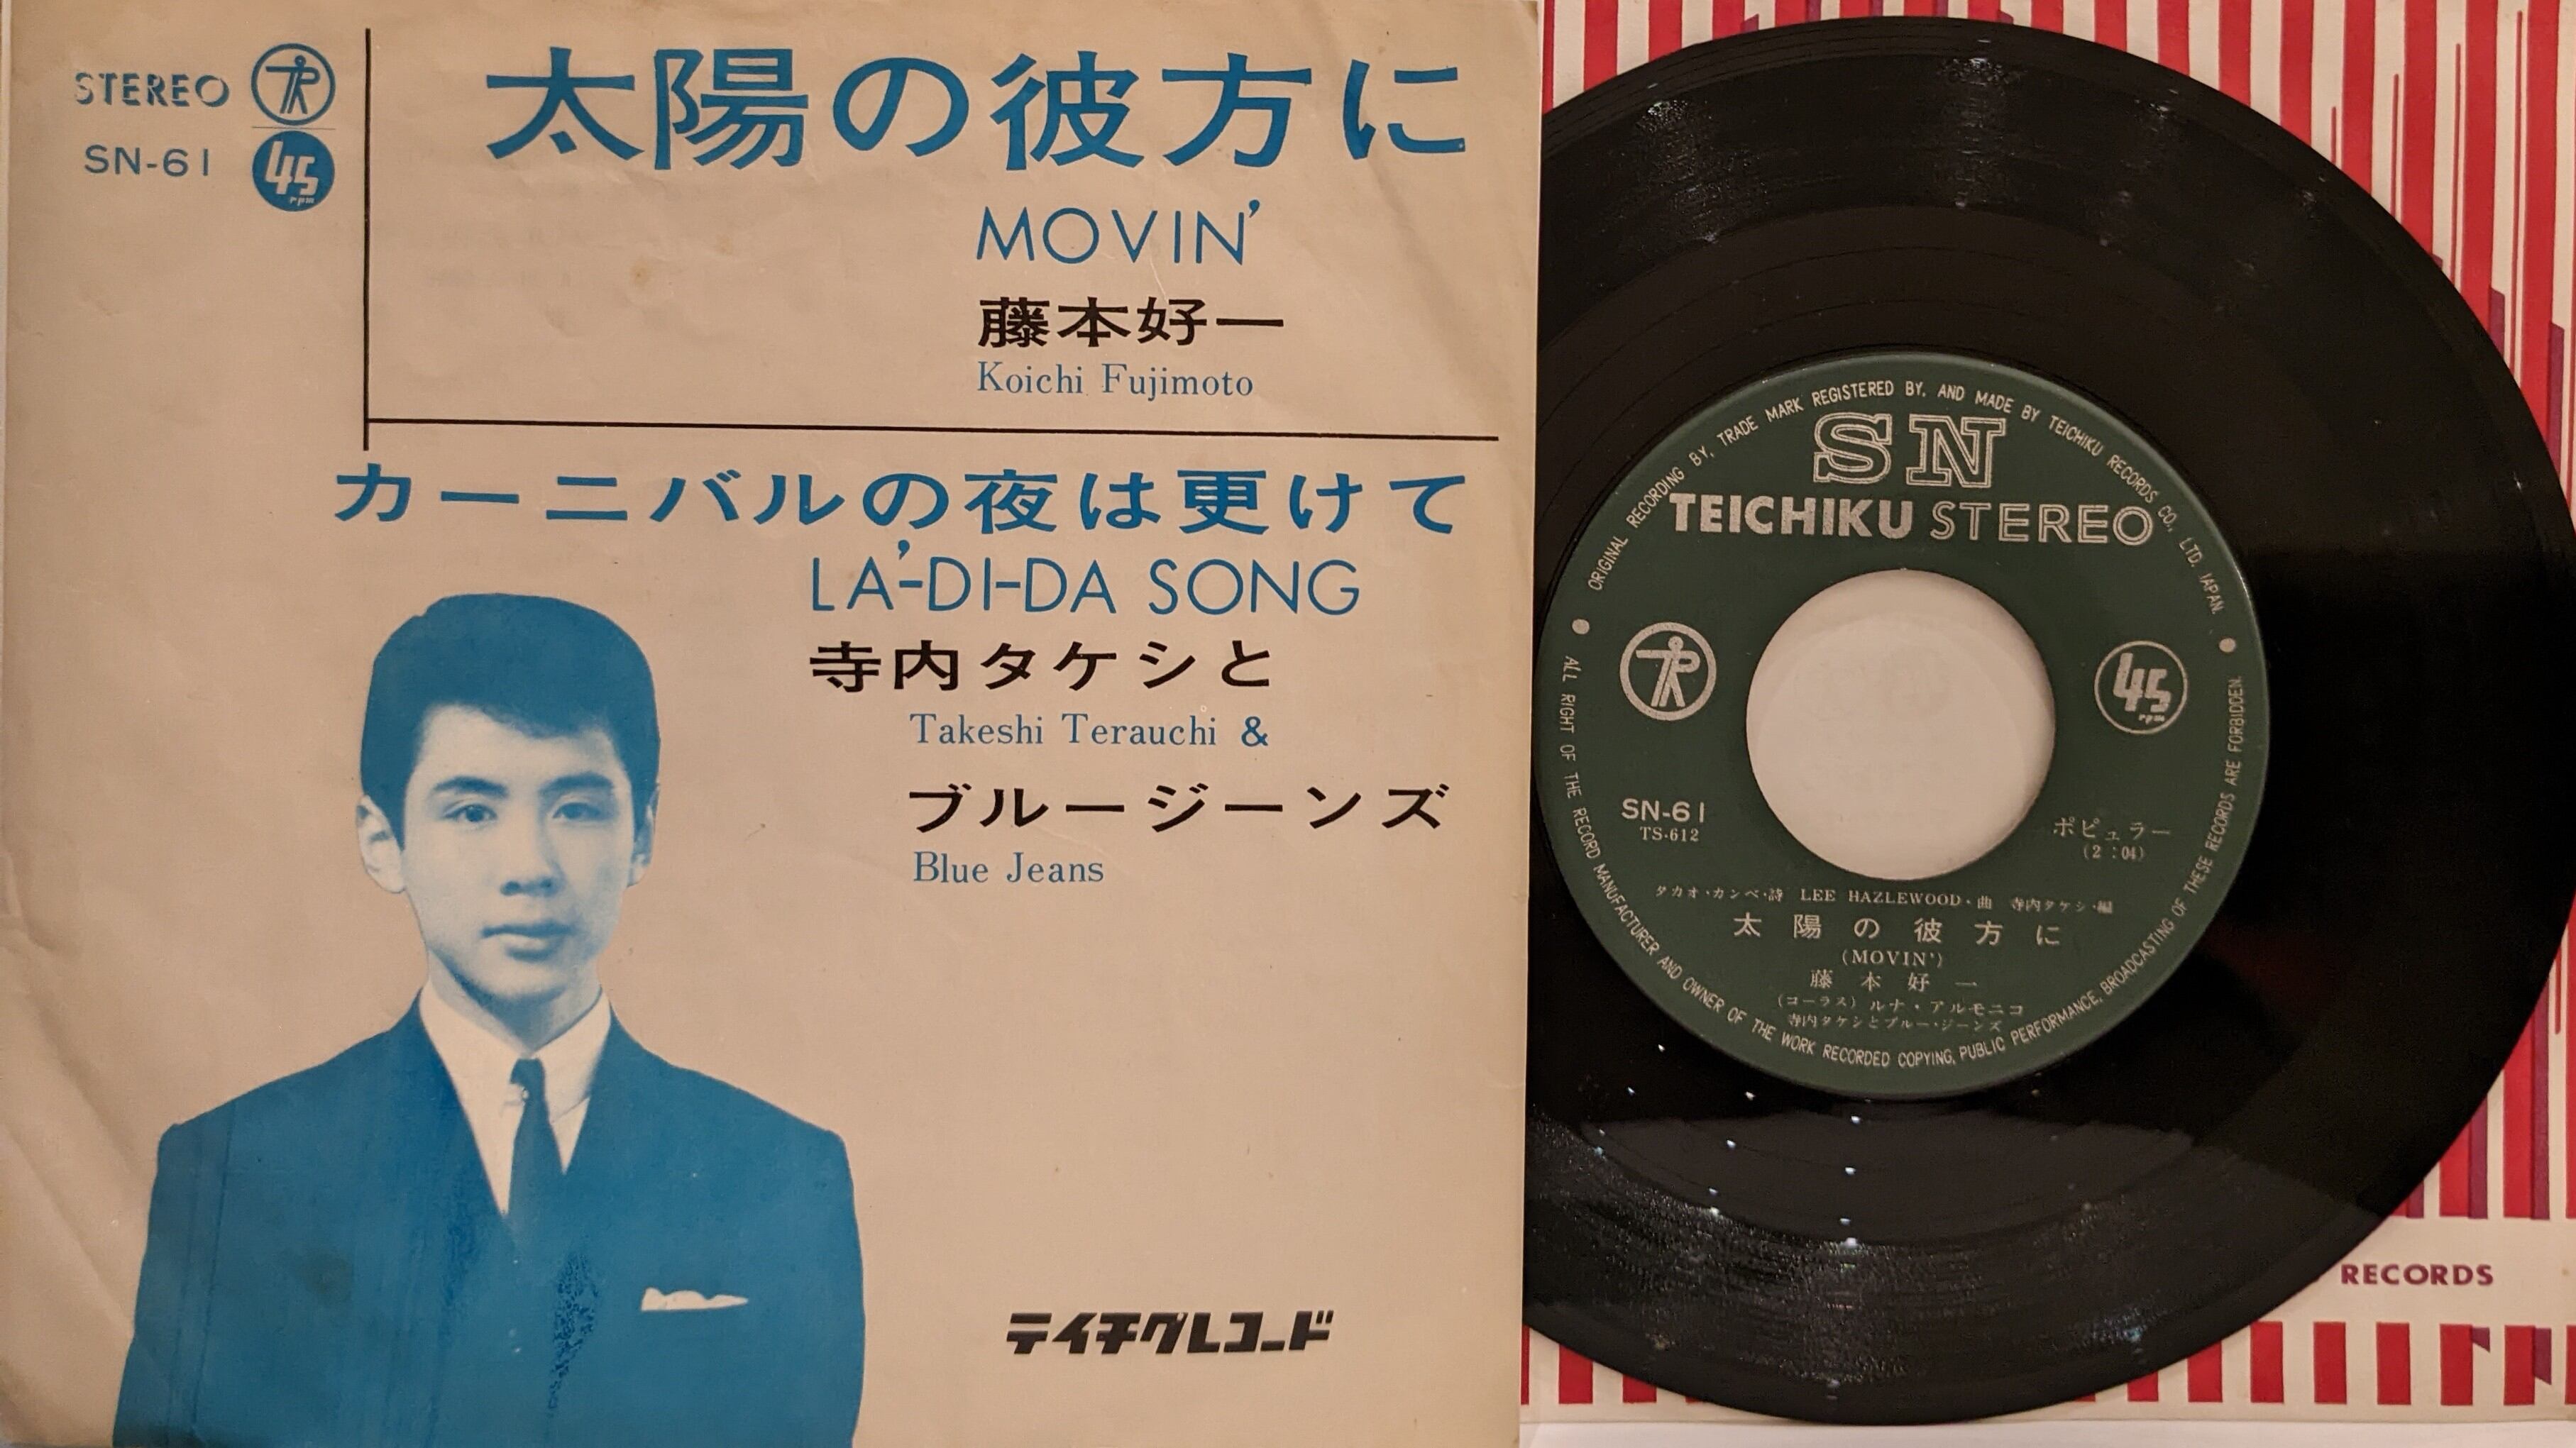 STEREO
SN-61
45
rpm
太陽の彼方に
MOVIN'
藤本好一
Koichi Fujimoto
カーニバルの夜は更けて
LA'-DI-DA SONG
寺内タケシと
Takeshi Terauchi &
ブルージーンズ
Blue Jeans
テイチクレコード
ORIGINAL RECORDING BY, TRADE MARK REGISTERED BY, AND MADE BY TEICHIKU RECORDS CO., LTD. JAPAN.
SN
TEICHIKU STEREO
45
rpm
SN-61
TS-612
ポピュラー
(2:04)
タカオ・カンベ・詩 LEE HAZLEWOOD・曲 寺内タケシ・編
太陽の彼方に
(MOVIN')
藤本好一
(コーラス) ルナ・アルモニコ
寺内タケシとブルー・ジーンズ
ALL RIGHT OF THE RECORD MANUFACTURER AND OWNER OF THE WORK RECORDED COPYING, PUBLIC PERFORMANCE, BROADCASTING OF THESE RECORDS ARE FORBIDDEN.
RECORDS